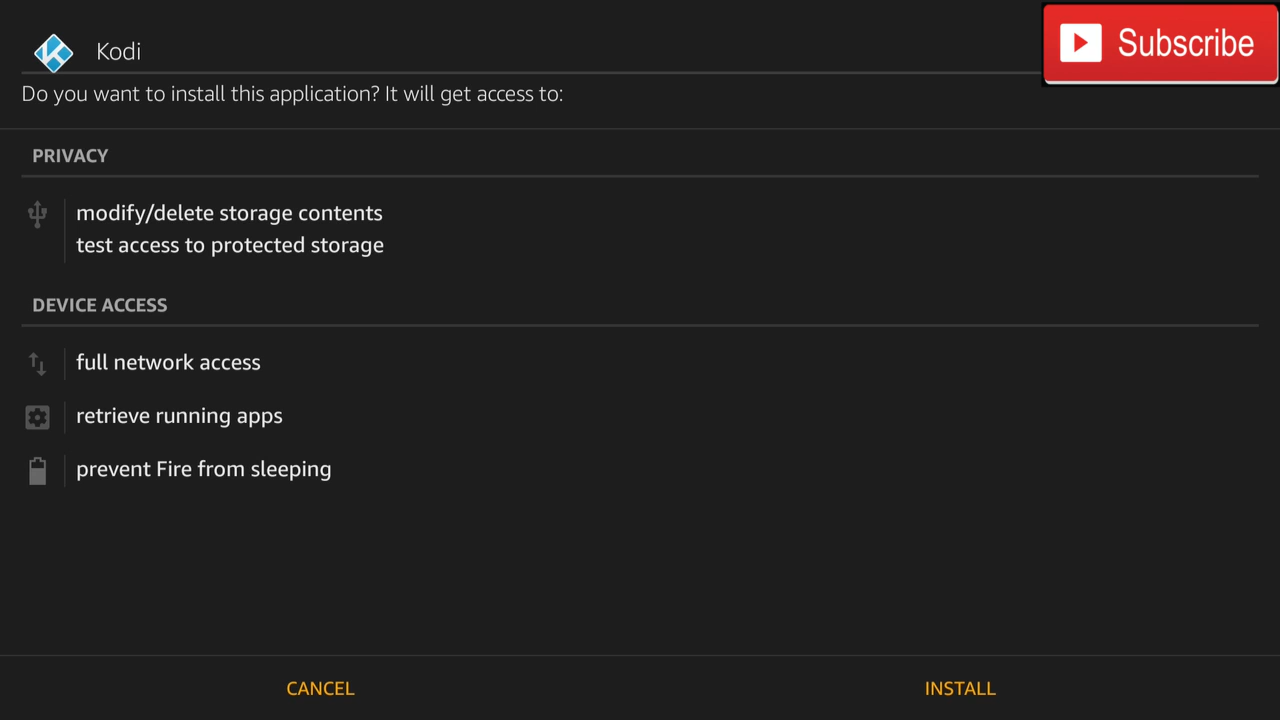 Kodi
Subscribe
Do you want to install this application? It will get access to:
PRIVACY
modify/delete storage contents
test access to protected storage
DEVICE ACCESS
full network access
retrieve running apps
prevent Fire from sleeping
CANCEL
INSTALL